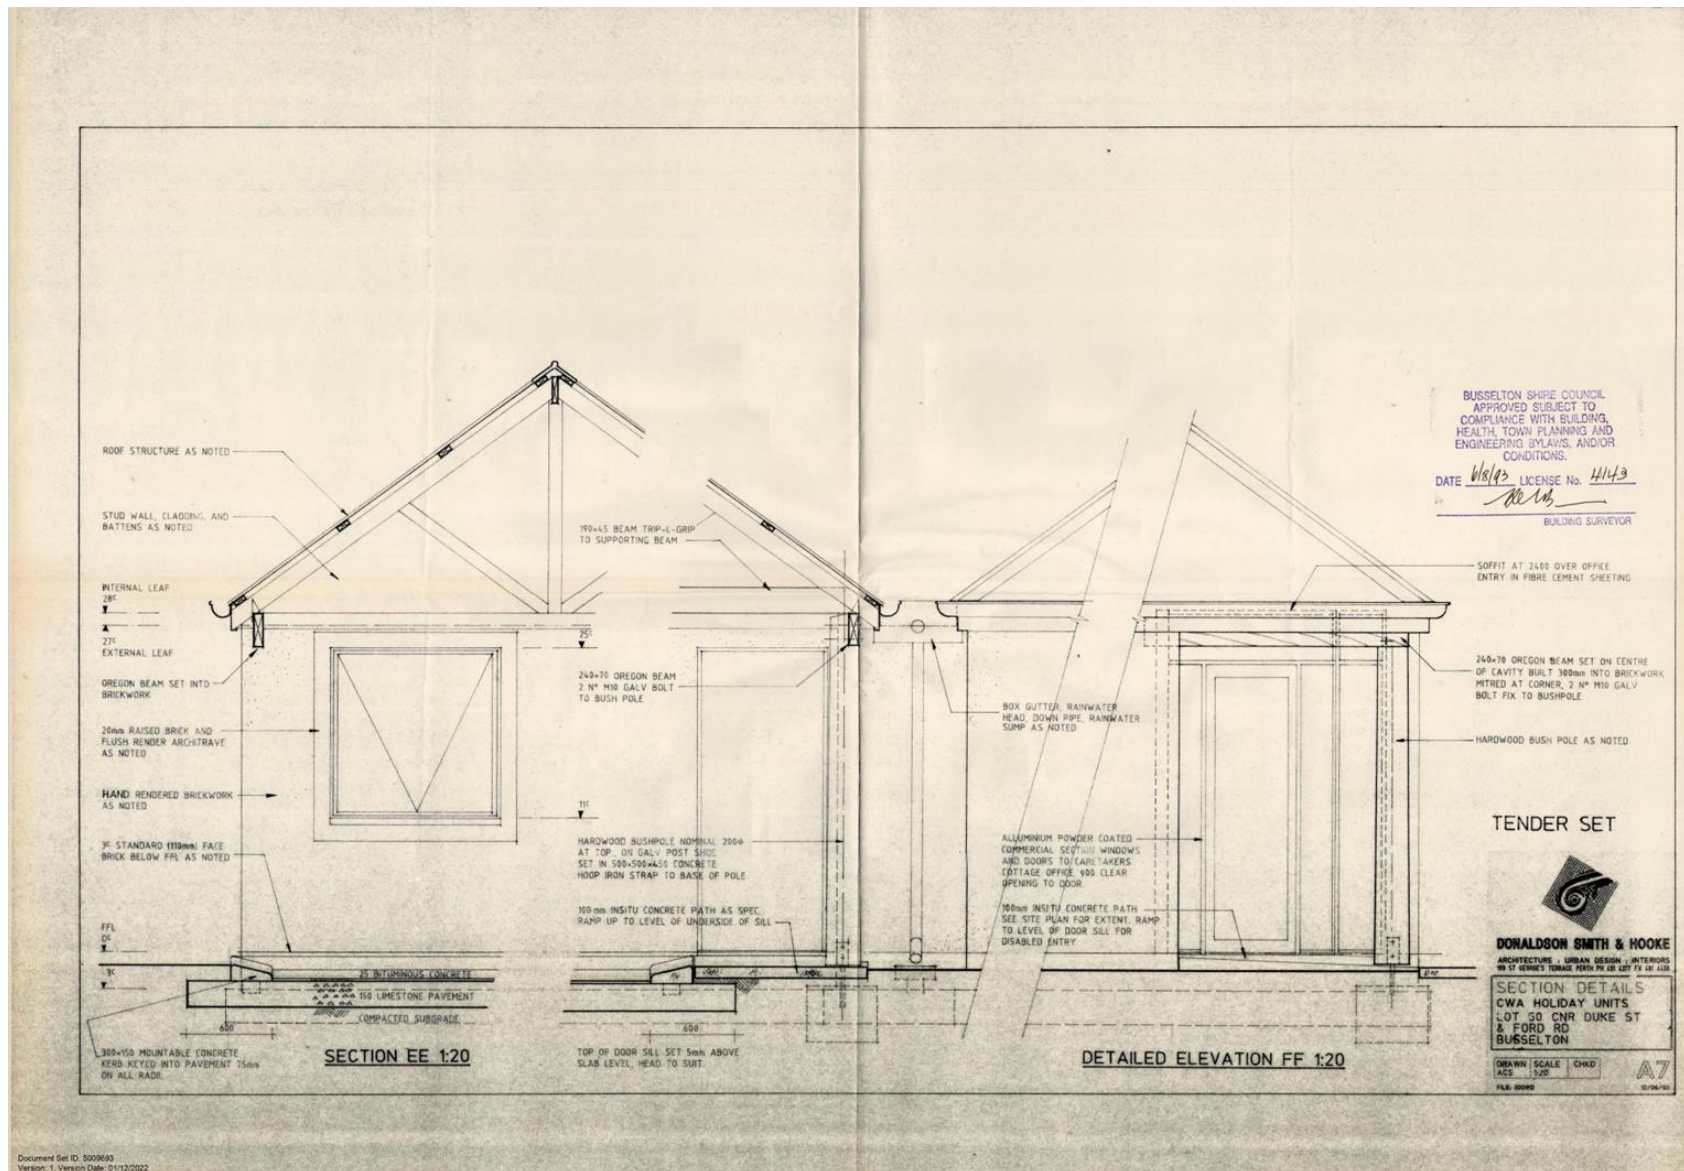 ROOF STRUCTURE AS NOTED
STUD WALL, CLADDING, AND
BATTENS AS NOTED
INTERNAL LEAF
28c
27c
EXTERNAL LEAF
OREGON BEAM SET INTO
BRICKWORK
20mm RAISED BRICK AND
FLUSH RENDER ARCHITRAVE
AS NOTED
HAND RENDERED BRICKWORK
AS NOTED
3c STANDARD (110mm) FACE
BRICK BELOW FFL AS NOTED
FFL
0c
-3c
600
300x150 MOUNTABLE CONCRETE
KERB KEYED INTO PAVEMENT 75mm
ON ALL RADII.
25 BITUMINOUS CONCRETE
150 LIMESTONE PAVEMENT
COMPACTED SUBGRADE
SECTION EE 1:20
190x45 BEAM TRIP-L-GRIP
TO SUPPORTING BEAM
25c
240x70 OREGON BEAM
2 No M10 GALV BOLT
TO BUSH POLE
11c
HARDWOOD BUSHPOLE NOMINAL 200ø
AT TOP, ON GALV POST SHOE
SET IN 500x500x450 CONCRETE
HOOP IRON STRAP TO BASE OF POLE
100mm INSITU CONCRETE PATH AS SPEC
RAMP UP TO LEVEL OF UNDERSIDE OF SILL
600
TOP OF DOOR SILL SET 5mm ABOVE
SLAB LEVEL, HEAD TO SUIT.
BOX GUTTER, RAINWATER
HEAD, DOWN PIPE, RAINWATER
SUMP AS NOTED
ALLUMINIUM POWDER COATED
COMMERCIAL SECTION WINDOWS
AND DOORS TO CARETAKERS
COTTAGE OFFICE, 900 CLEAR
OPENING TO DOOR
100mm INSITU CONCRETE PATH
SEE SITE PLAN FOR EXTENT, RAMP
TO LEVEL OF DOOR SILL FOR
DISABLED ENTRY
DETAILED ELEVATION FF 1:20
BUSSELTON SHIRE COUNCIL
APPROVED SUBJECT TO
COMPLIANCE WITH BUILDING,
HEALTH, TOWN PLANNING AND
ENGINEERING BYLAWS, AND/OR
CONDITIONS.
DATE 6/8/93 LICENSE No. 4143
BUILDING SURVEYOR
SOFFIT AT 2400 OVER OFFICE
ENTRY IN FIBRE CEMENT SHEETING
240x70 OREGON BEAM SET ON CENTRE
OF CAVITY BUILT 300mm INTO BRICKWORK
MITRED AT CORNER, 2 No M10 GALV
BOLT FIX TO BUSHPOLE
HARDWOOD BUSH POLE AS NOTED
TENDER SET
DONALDSON SMITH & HOOKE
ARCHITECTURE : URBAN DESIGN : INTERIORS
ST GEORGE'S TERRACE PERTH
SECTION DETAILS
CWA HOLIDAY UNITS
LOT 50 CNR DUKE ST
& FORD RD
BUSSELTON
DRAWN SCALE CHKD
ACS 1:20
A7
Document Set ID: 5009893
Version: 1, Version Date: 01/12/2022